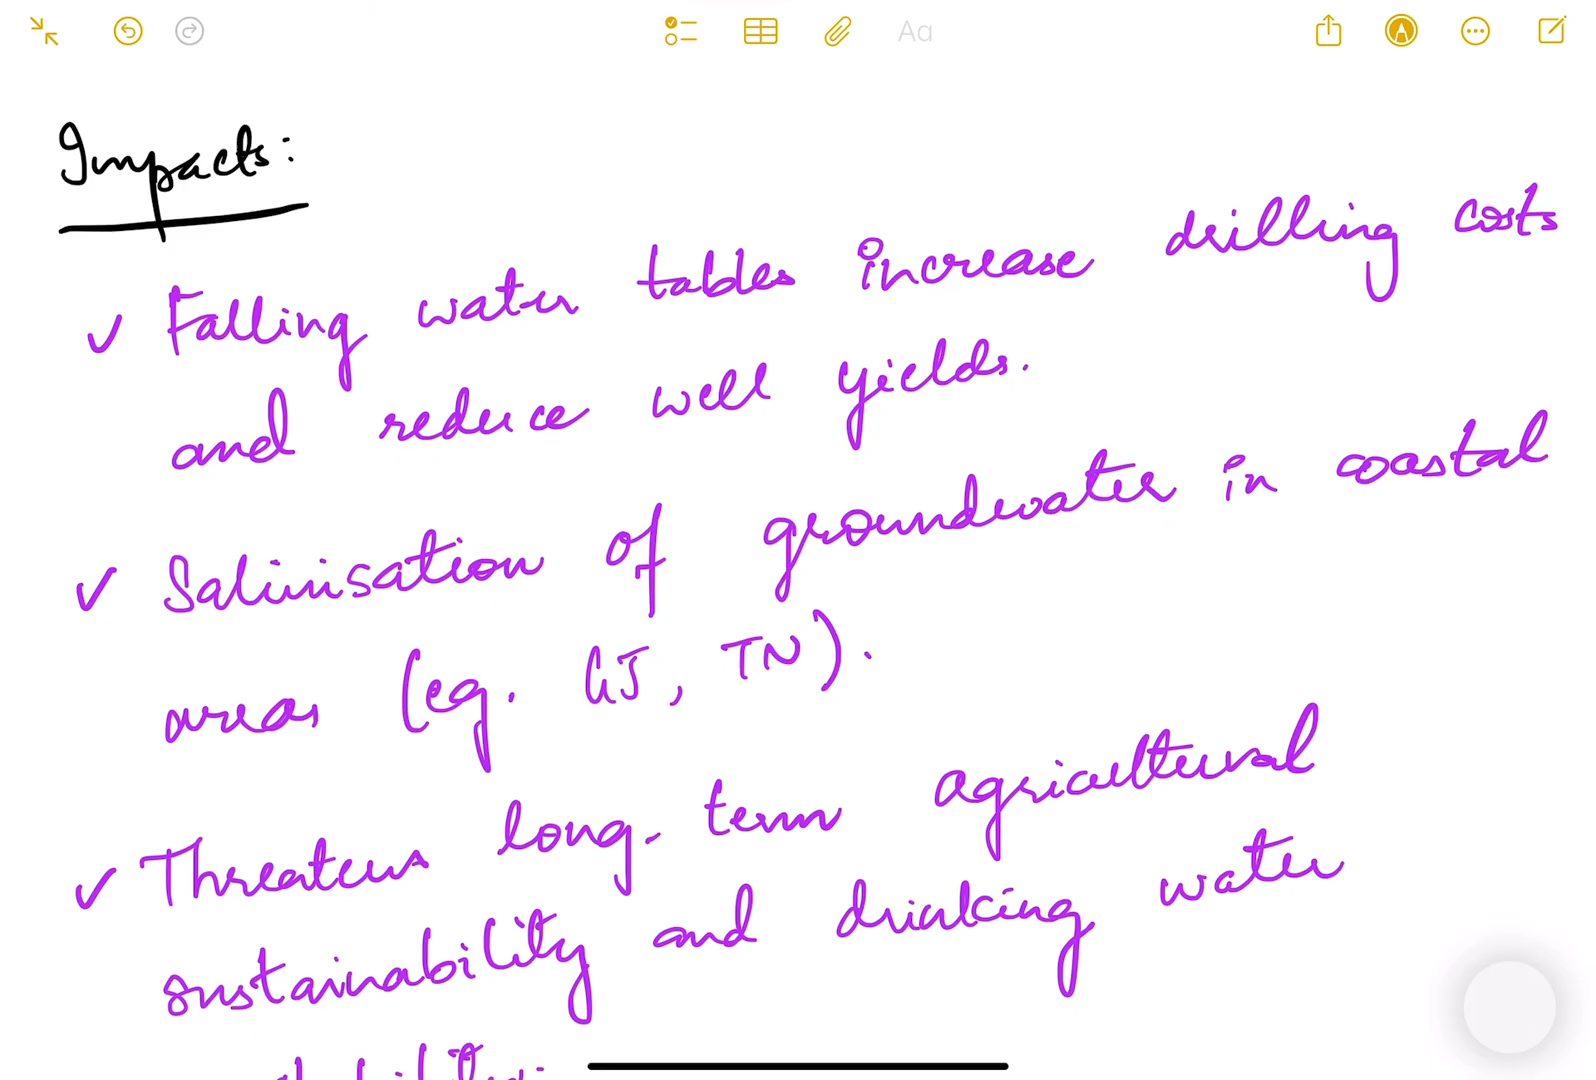 Aa
Impacts:
✓ Falling water tables increase drilling costs
and reduce well yields.
✓ Salinisation of groundwater in coastal
areas (eg. GJ, TN).
✓ Threatens long-term agricultural
sustainability and drinking water